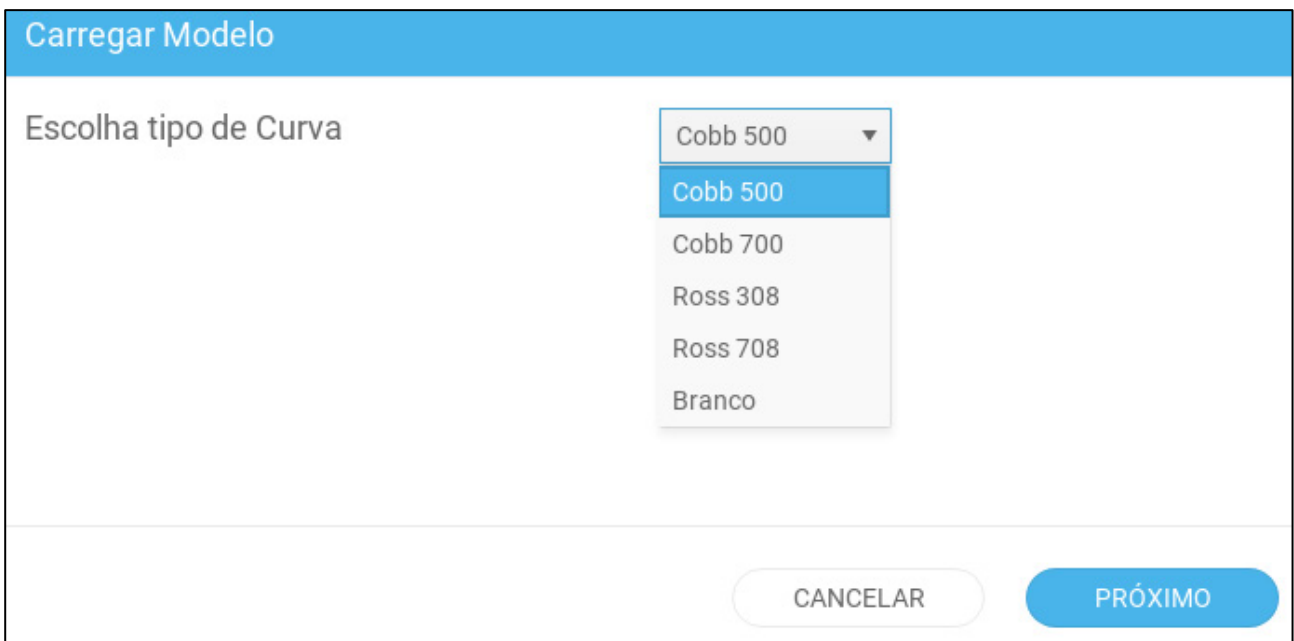 Carregar Modelo
Escolha tipo de Curva
Cobb 500
Cobb 500
Cobb 700
Ross 308
Ross 708
Branco
CANCELAR
PRÓXIMO